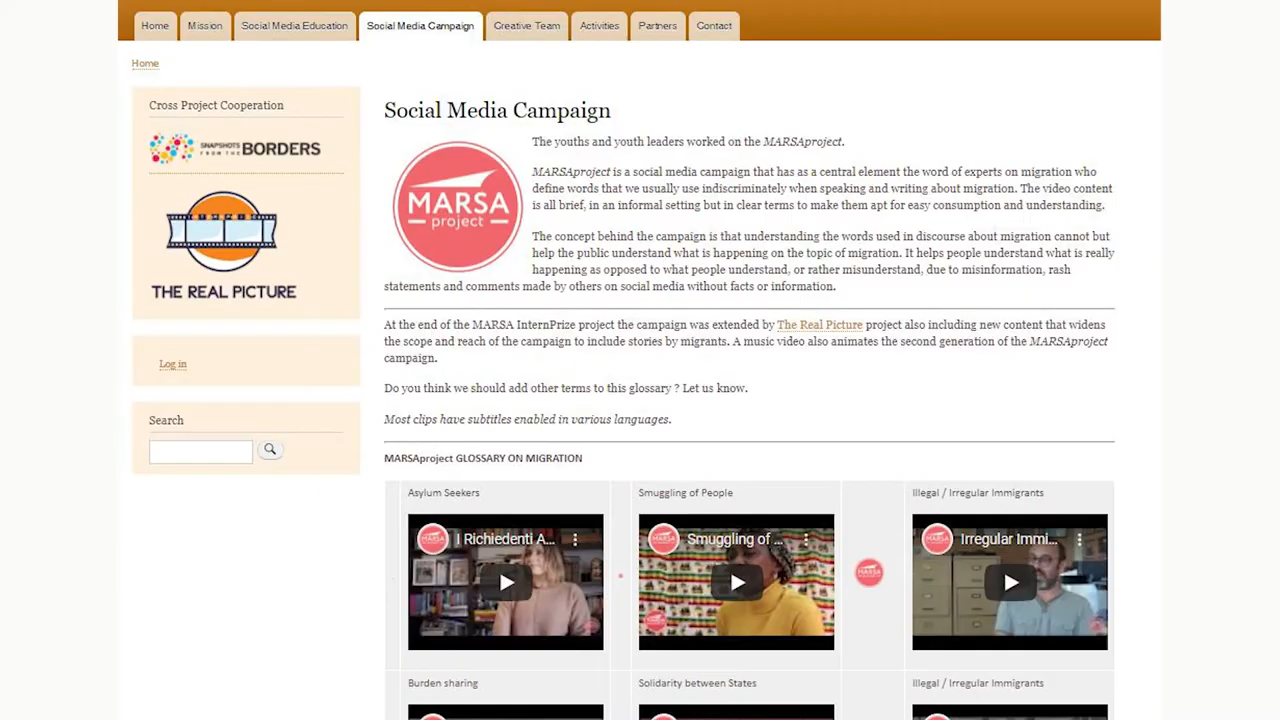 Home
Mission
Social Media Education
Social Media Campaign
Creative Team
Activities
Partners
Contact
Home
Cross Project Cooperation
SNAPSHOTS FROM THE BORDERS
THE REAL PICTURE
Log in
Search
Social Media Campaign
MARSA
project
The youths and youth leaders worked on the MARSAproject.
MARSAproject is a social media campaign that has as a central element the word of experts on migration who
define words that we usually use indiscriminately when speaking and writing about migration. The video content
is all brief, in an informal setting but in clear terms to make them apt for easy consumption and understanding.
The concept behind the campaign is that understanding the words used in discourse about migration cannot but
help the public understand what is happening on the topic of migration. It helps people understand what is really
happening as opposed to what people understand, or rather misunderstand, due to misinformation, rash
statements and comments made by others on social media without facts or information.
At the end of the MARSA InternPrize project the campaign was extended by The Real Picture project also including new content that widens
the scope and reach of the campaign to include stories by migrants. A music video also animates the second generation of the MARSAproject
campaign.
Do you think we should add other terms to this glossary ? Let us know.
Most clips have subtitles enabled in various languages.
MARSAproject GLOSSARY ON MIGRATION
Asylum Seekers
Smuggling of People
Illegal / Irregular Immigrants
MARSA
I Richiedenti A...
MARSA
Smuggling of ...
MARSA
MARSA
Irregular Immi...
Burden sharing
Solidarity between States
Illegal / Irregular Immigrants